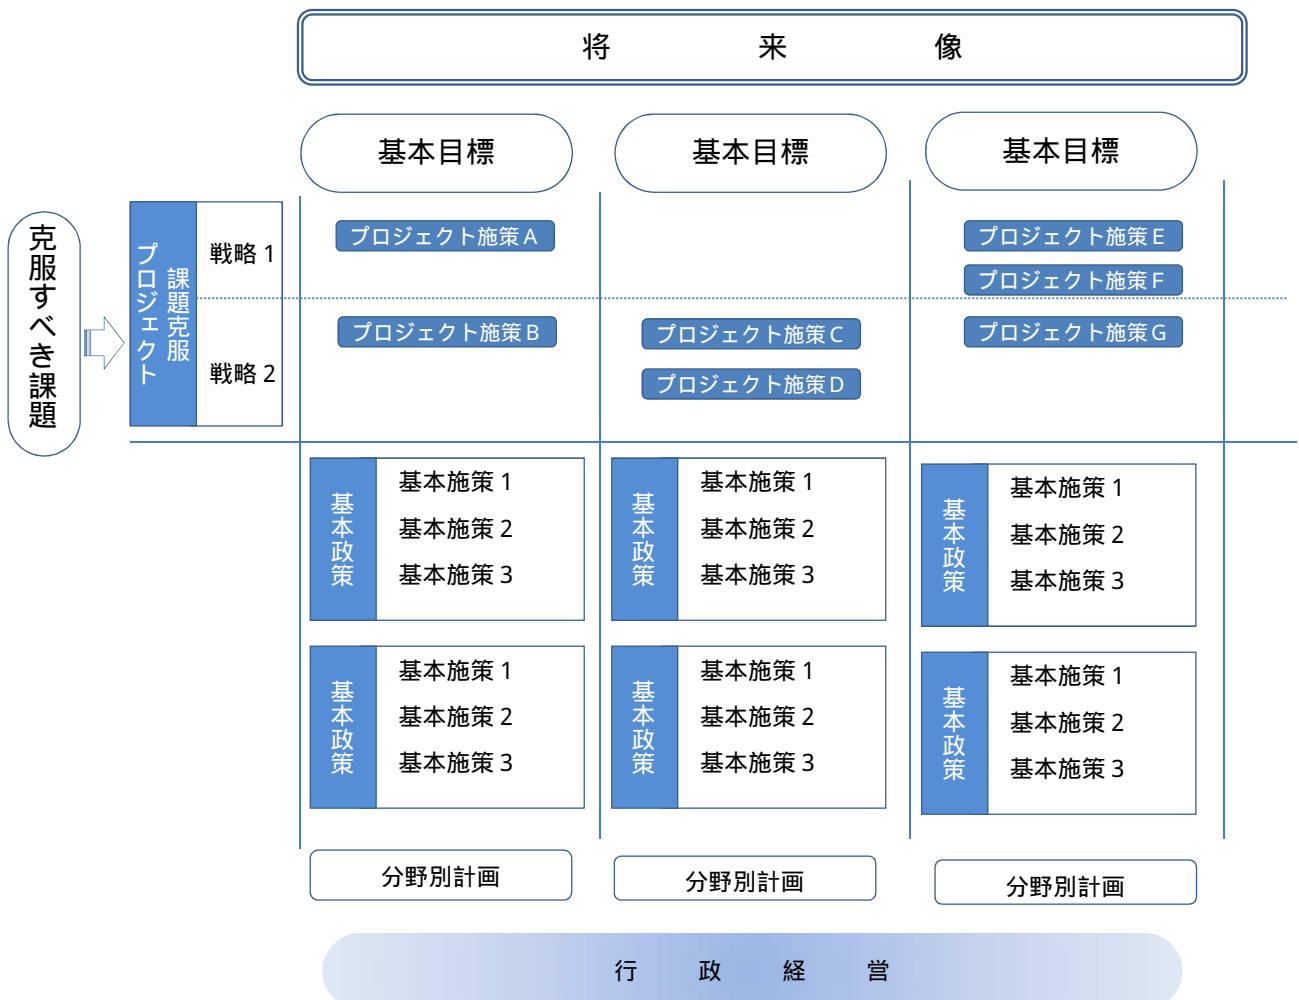 将来像
基本目標
基本目標
基本目標
克服すべき課題
課題克服
プロジェクト
戦略1
プロジェクト施策A
プロジェクト施策E
プロジェクト施策F
戦略2
プロジェクト施策B
プロジェクト施策C
プロジェクト施策G
プロジェクト施策D
基本政策
基本施策1
基本施策2
基本施策3
基本政策
基本施策1
基本施策2
基本施策3
基本政策
基本施策1
基本施策2
基本施策3
基本政策
基本施策1
基本施策2
基本施策3
基本政策
基本施策1
基本施策2
基本施策3
基本政策
基本施策1
基本施策2
基本施策3
分野別計画
分野別計画
分野別計画
行政経営